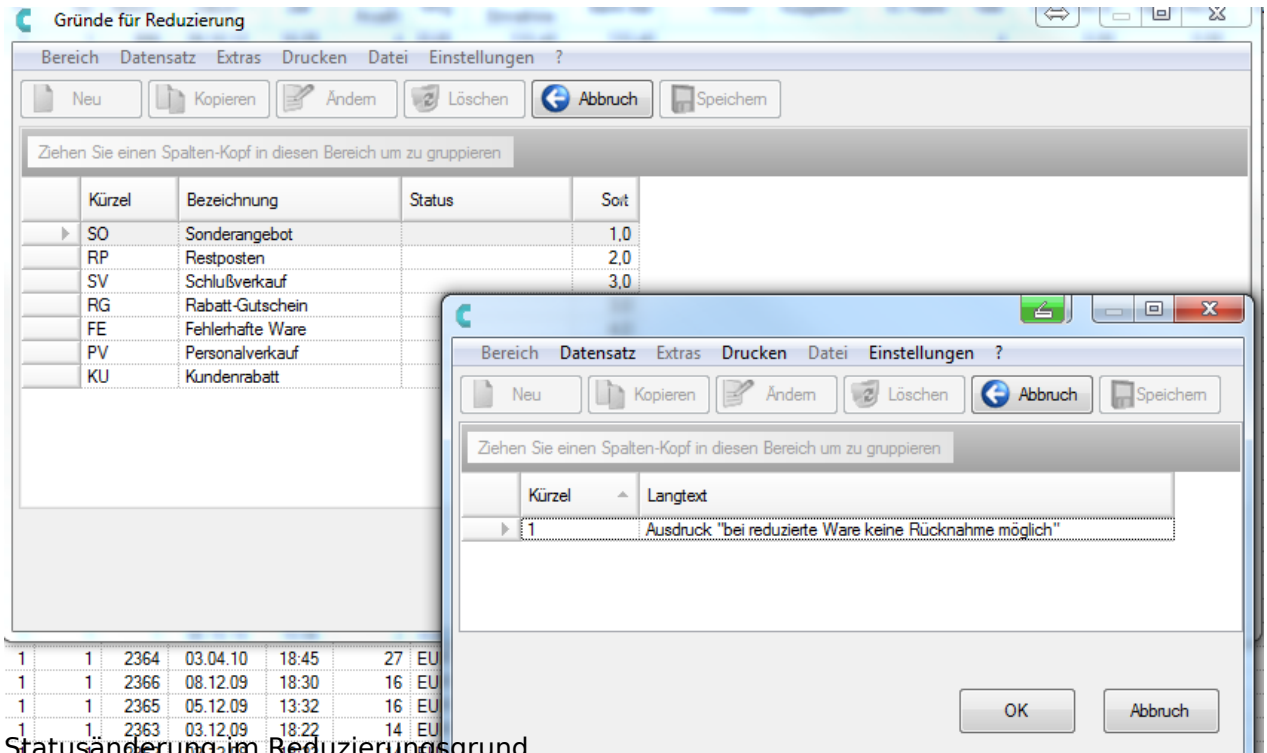 Gründe für Reduzierung
Bereich Datensatz Extras Drucken Datei Einstellungen ?
Neu Kopieren Ändern Löschen Abbruch Speichern
Ziehen Sie einen Spalten-Kopf in diesen Bereich um zu gruppieren
Kürzel Bezeichnung Status Sort
SO Sonderangebot 1,0
RP Restposten 2,0
SV Schlußverkauf 3,0
RG Rabatt-Gutschein
FE Fehlerhafte Ware
PV Personalverkauf
KU Kundenrabatt
Bereich Datensatz Extras Drucken Datei Einstellungen ?
Neu Kopieren Ändern Löschen Abbruch Speichern
Ziehen Sie einen Spalten-Kopf in diesen Bereich um zu gruppieren
Kürzel Langtext
1 Ausdruck "bei reduzierte Ware keine Rücknahme möglich"
OK Abbruch
1 1 2364 03.04.10 18:45 27 EU
1 1 2366 08.12.09 18:30 16 EU
1 1 2365 05.12.09 13:32 16 EU
1 1 2363 03.12.09 18:22 14 EU
Statusänderung im Reduzierungsgrund